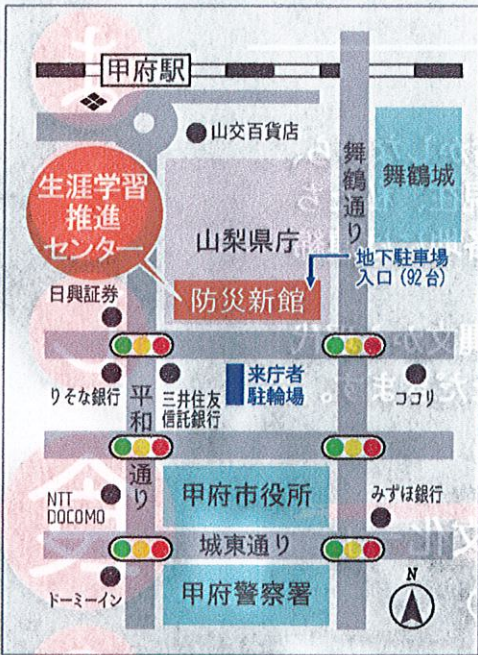 甲府駅
山交百貨店
舞鶴通り
舞鶴城
生涯学習
推進
センター
山梨県庁
地下駐車場
入口(92台)
防災新館
日興証券
りそな銀行
平和通り
三井住友
信託銀行
来庁者
駐輪場
ココリ
NTT
DOCOMO
甲府市役所
みずほ銀行
城東通り
ドーミーイン
甲府警察署
N